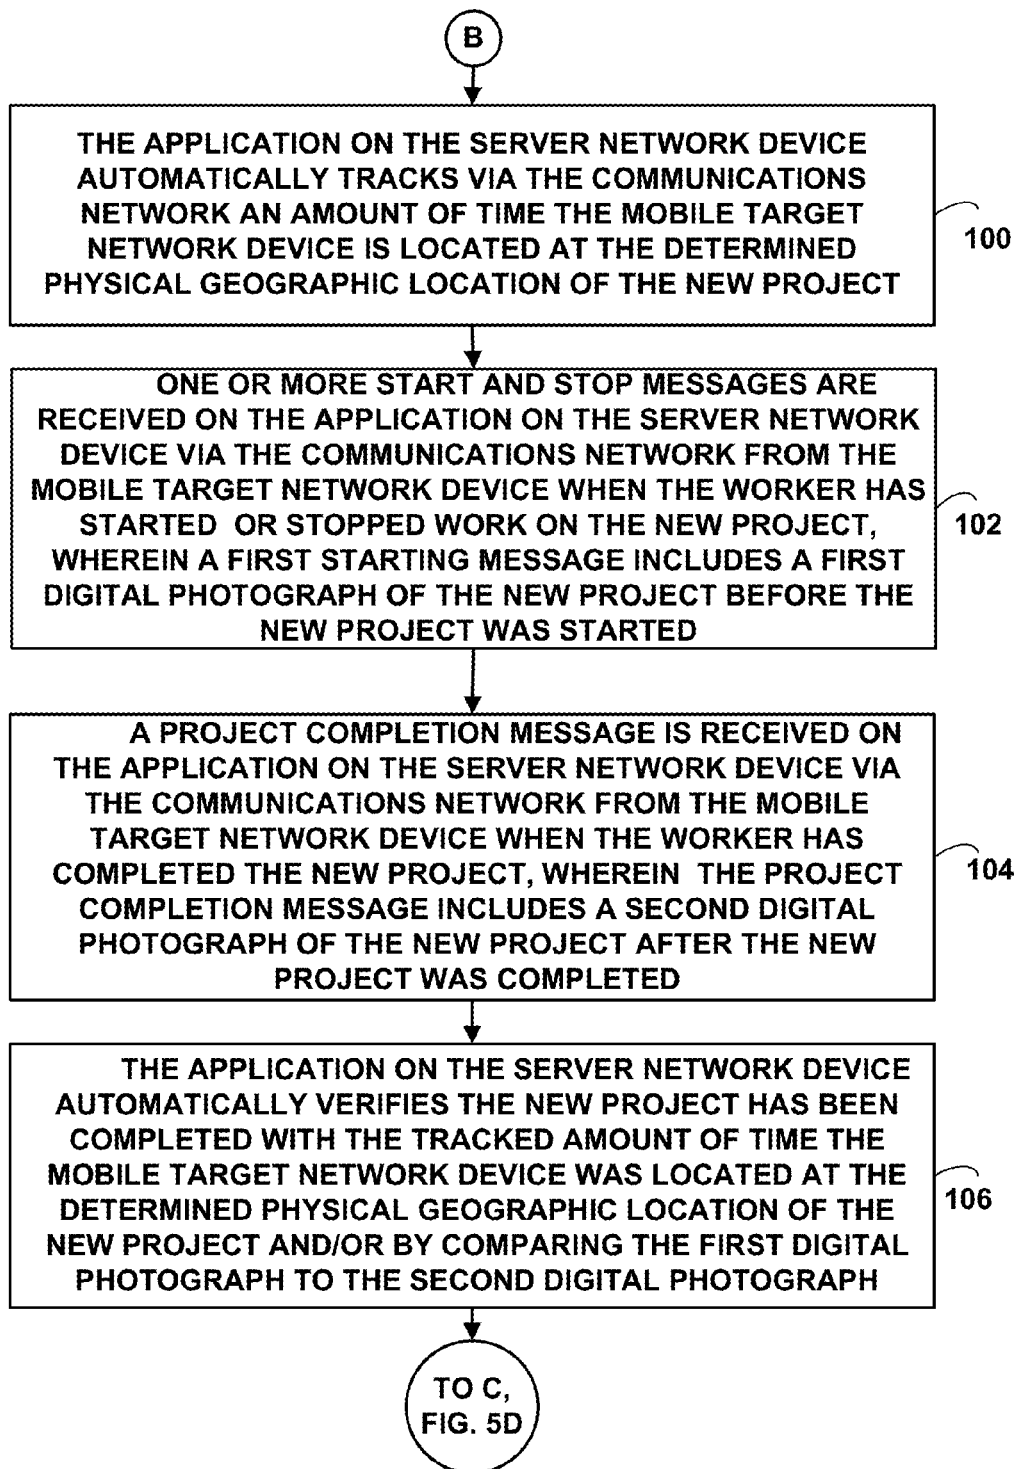 B
THE APPLICATION ON THE SERVER NETWORK DEVICE
AUTOMATICALLY TRACKS VIA THE COMMUNICATIONS
NETWORK AN AMOUNT OF TIME THE MOBILE TARGET
NETWORK DEVICE IS LOCATED AT THE DETERMINED
PHYSICAL GEOGRAPHIC LOCATION OF THE NEW PROJECT
100
ONE OR MORE START AND STOP MESSAGES ARE
RECEIVED ON THE APPLICATION ON THE SERVER NETWORK
DEVICE VIA THE COMMUNICATIONS NETWORK FROM THE
MOBILE TARGET NETWORK DEVICE WHEN THE WORKER HAS
STARTED OR STOPPED WORK ON THE NEW PROJECT,
WHEREIN A FIRST STARTING MESSAGE INCLUDES A FIRST
DIGITAL PHOTOGRAPH OF THE NEW PROJECT BEFORE THE
NEW PROJECT WAS STARTED
102
A PROJECT COMPLETION MESSAGE IS RECEIVED ON
THE APPLICATION ON THE SERVER NETWORK DEVICE VIA
THE COMMUNICATIONS NETWORK FROM THE MOBILE
TARGET NETWORK DEVICE WHEN THE WORKER HAS
COMPLETED THE NEW PROJECT, WHEREIN THE PROJECT
COMPLETION MESSAGE INCLUDES A SECOND DIGITAL
PHOTOGRAPH OF THE NEW PROJECT AFTER THE NEW
PROJECT WAS COMPLETED
104
THE APPLICATION ON THE SERVER NETWORK DEVICE
AUTOMATICALLY VERIFIES THE NEW PROJECT HAS BEEN
COMPLETED WITH THE TRACKED AMOUNT OF TIME THE
MOBILE TARGET NETWORK DEVICE WAS LOCATED AT THE
DETERMINED PHYSICAL GEOGRAPHIC LOCATION OF THE
NEW PROJECT AND/OR BY COMPARING THE FIRST DIGITAL
PHOTOGRAPH TO THE SECOND DIGITAL PHOTOGRAPH
106
TO C,
FIG. 5D